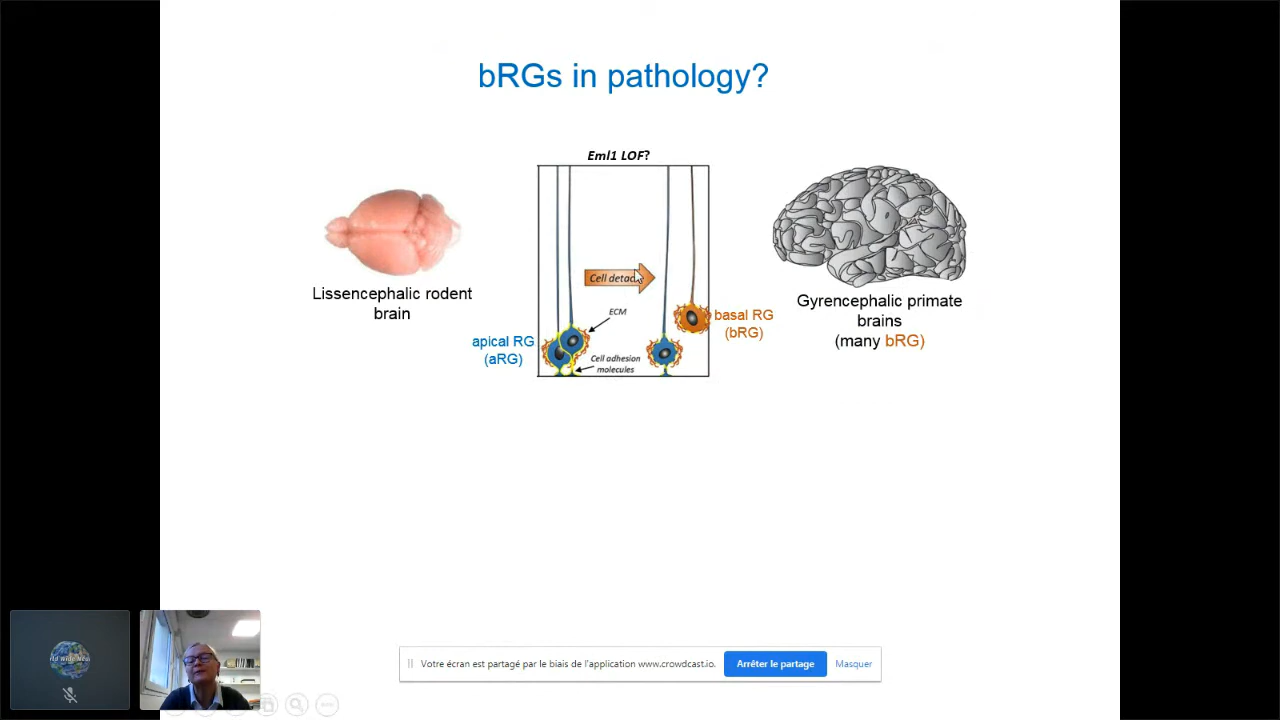 bRGs in pathology?
Eml1 LOF?
Lissencephalic rodent
brain
Cell
ECM
apical RG
(aRG)
Cell adhesion
molecules
basal RG
(bRG)
Gyrencephalic primate
brains
(many bRG)
Votre écran est partagé par le biais de l'application www.crowdcast.io.
Arrêter le partage
Masquer